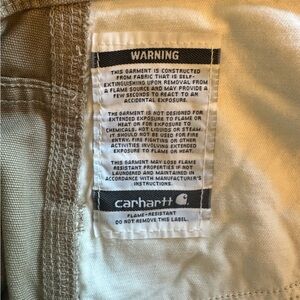 WARNING
THIS GARMENT IS CONSTRUCTED
FROM FABRIC THAT IS SELF-
EXTINGUISHING UPON REMOVAL FROM
A FLAME SOURCE AND MAY PROVIDE A
FEW SECONDS TO REACT TO AN
ACCIDENTAL EXPOSURE.
THE GARMENT IS NOT DESIGNED FOR
EXTENDED EXPOSURE TO FLAME OR
HEAT OR FOR EXPOSURE TO
CHEMICALS, HOT LIQUIDS OR STEAM.
IT SHOULD NOT BE USED FOR FIRE
ENTRY, FIRE FIGHTING OR OTHER
ACTIVITIES INVOLVING EXTENDED
EXPOSURE TO FLAME OR HEAT.
THIS GARMENT MAY LOSE FLAME
RESISTANT PROPERTIES IF NOT
LAUNDERED AND MAINTAINED IN
ACCORDANCE WITH MANUFACTURER'S
INSTRUCTIONS.
carhartt
FLAME-RESISTANT
DO NOT REMOVE THIS LABEL.